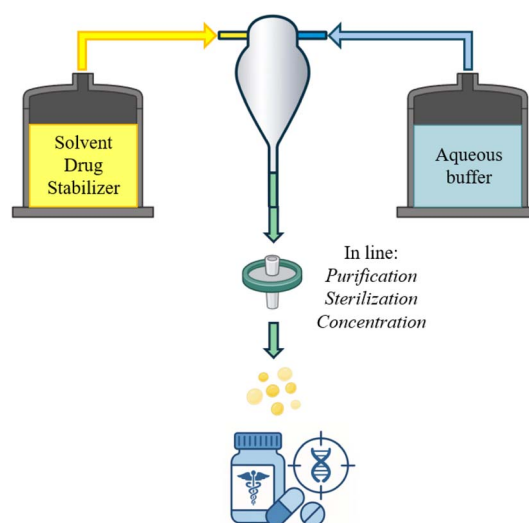 Solvent
Drug
Stabilizer
Aqueous
buffer
In line:
Purification
Sterilization
Concentration